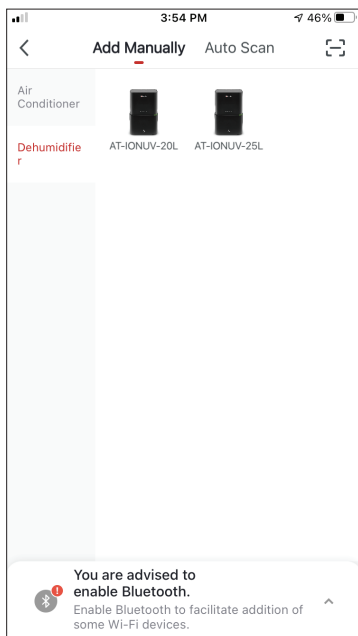 3:54 PM
46%
Add Manually Auto Scan
Air
Conditioner
Dehumidifie
r
AT-IONUV-20L AT-IONUV-25L
You are advised to
enable Bluetooth.
Enable Bluetooth to facilitate addition of
some Wi-Fi devices.